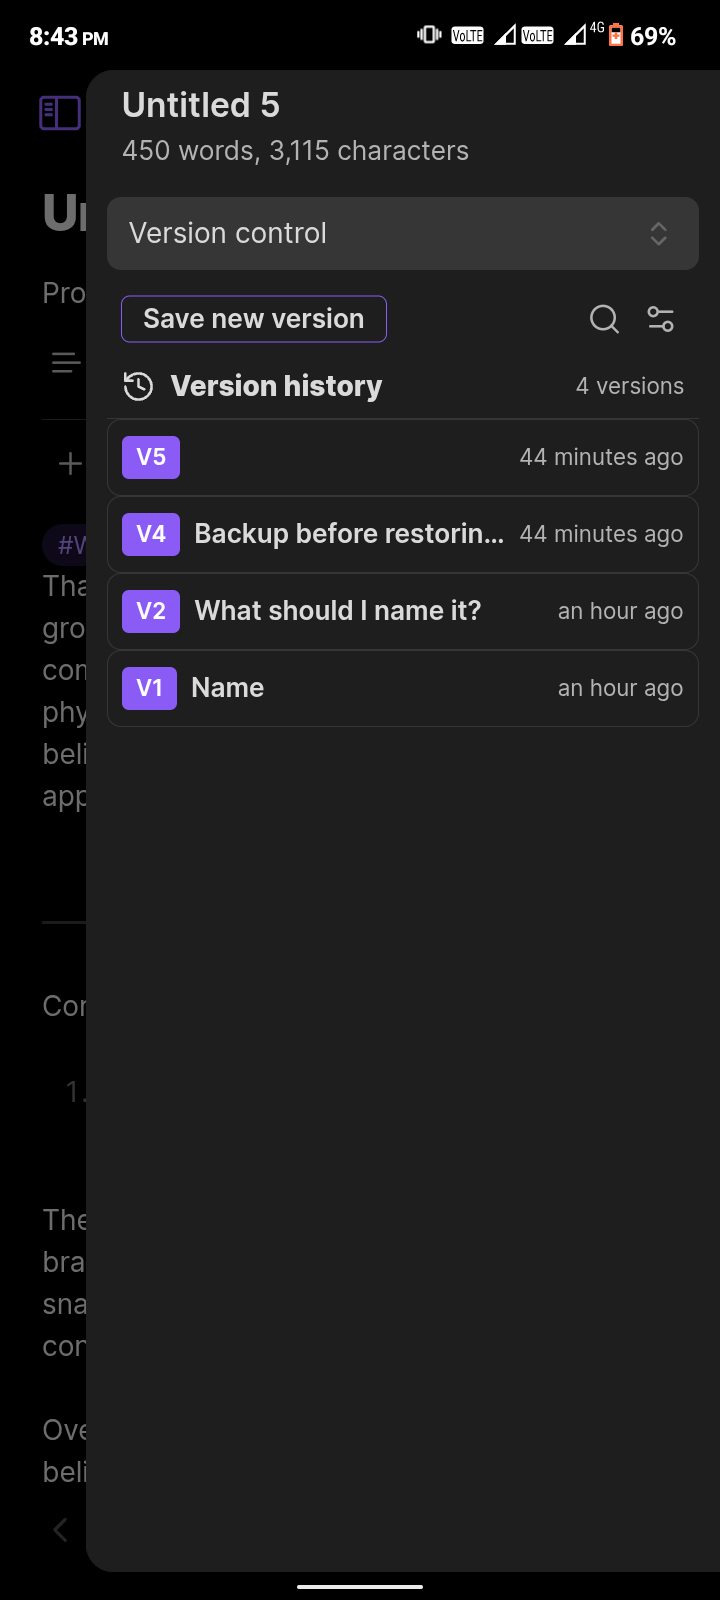 8:43 PM VoLTE VoLTE 4G 69%
Untitled 5
450 words, 3,115 characters
Version control
Save new version
Version history 4 versions
V5 44 minutes ago
V4 Backup before restorin... 44 minutes ago
V2 What should I name it? an hour ago
V1 Name an hour ago
Pro
#W
Tha
gro
com
phy
beli
app
Con
1.
The
bra
sna
con
Ove
beli